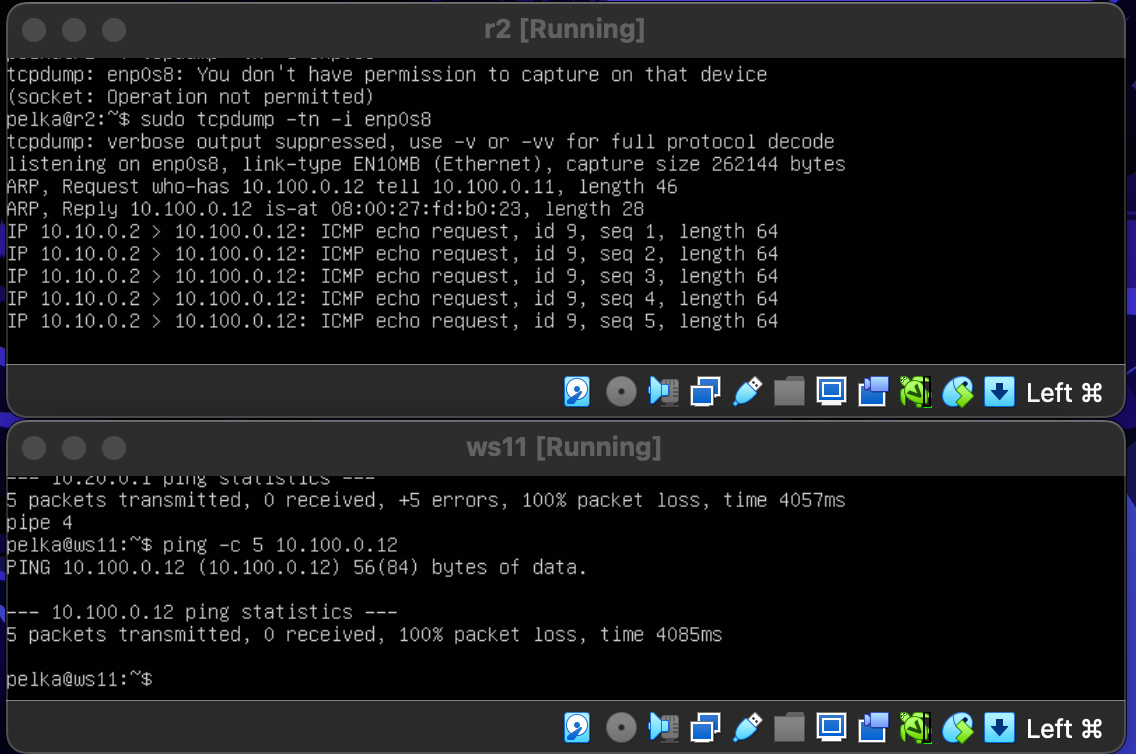 r2 [Running]
tcpdump: enp0s8: You don't have permission to capture on that device
(socket: Operation not permitted)
pelka@r2:~$ sudo tcpdump -tn -i enp0s8
tcpdump: verbose output suppressed, use -v or -vv for full protocol decode
listening on enp0s8, link-type EN10MB (Ethernet), capture size 262144 bytes
ARP, Request who-has 10.100.0.12 tell 10.100.0.11, length 46
ARP, Reply 10.100.0.12 is-at 08:00:27:fd:b0:23, length 28
IP 10.10.0.2 > 10.100.0.12: ICMP echo request, id 9, seq 1, length 64
IP 10.10.0.2 > 10.100.0.12: ICMP echo request, id 9, seq 2, length 64
IP 10.10.0.2 > 10.100.0.12: ICMP echo request, id 9, seq 3, length 64
IP 10.10.0.2 > 10.100.0.12: ICMP echo request, id 9, seq 4, length 64
IP 10.10.0.2 > 10.100.0.12: ICMP echo request, id 9, seq 5, length 64
Left ⌘
ws11 [Running]
--- 10.20.0.1 ping statistics ---
5 packets transmitted, 0 received, +5 errors, 100% packet loss, time 4057ms
pipe 4
pelka@ws11:~$ ping -c 5 10.100.0.12
PING 10.100.0.12 (10.100.0.12) 56(84) bytes of data.
--- 10.100.0.12 ping statistics ---
5 packets transmitted, 0 received, 100% packet loss, time 4085ms
pelka@ws11:~$
Left ⌘